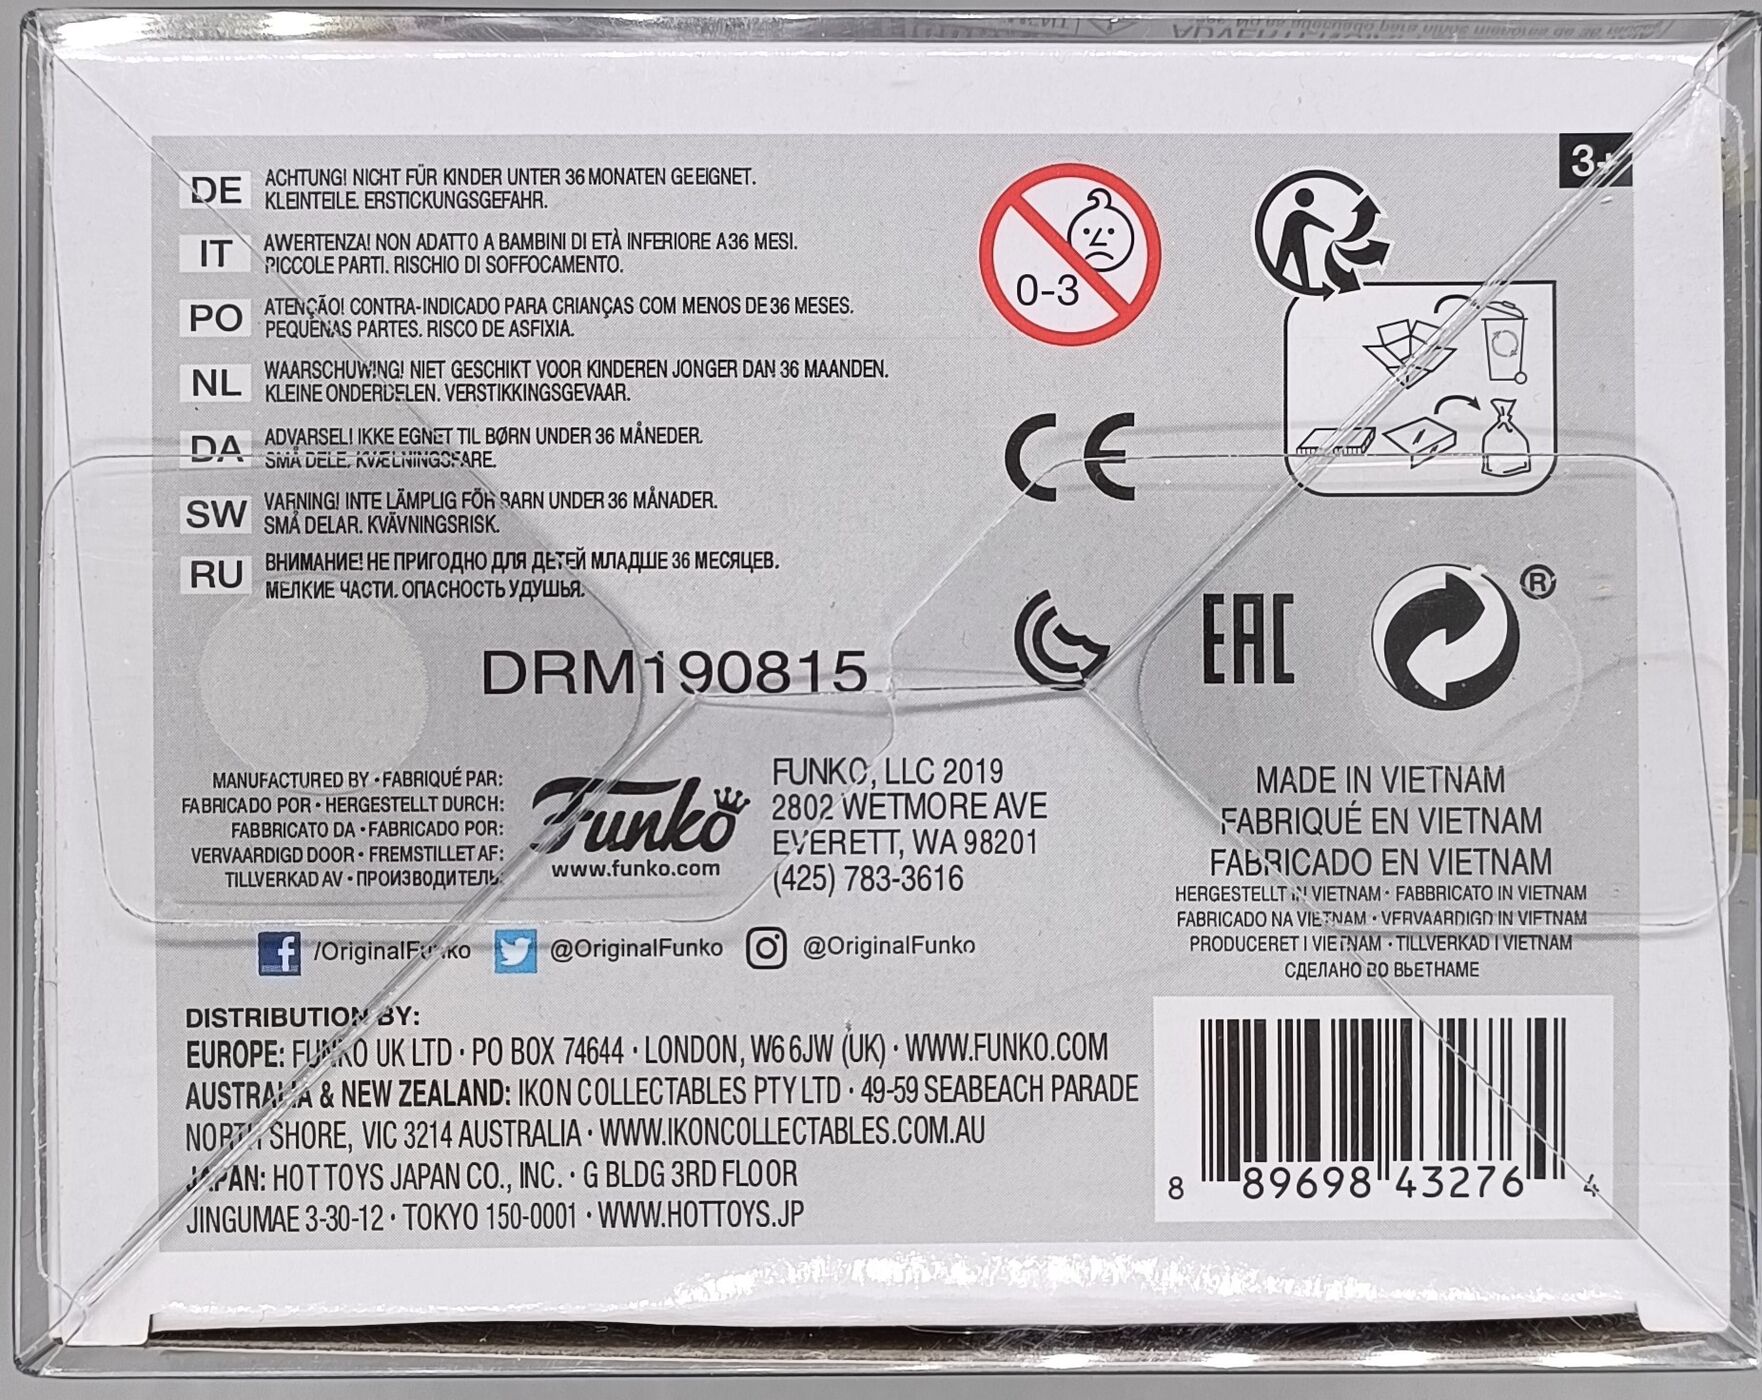 3+
DE ACHTUNG! NICHT FÜR KINDER UNTER 36 MONATEN GEEIGNET.
KLEINTEILE. ERSTICKUNGSGEFAHR.
IT AWERTENZA! NON ADATTO A BAMBINI DI ETÀ INFERIORE A 36 MESI.
PICCOLE PARTI. RISCHIO DI SOFFOCAMENTO.
PO ATENÇÃO! CONTRA-INDICADO PARA CRIANÇAS COM MENOS DE 36 MESES.
PEQUENAS PARTES. RISCO DE ASFIXIA.
NL WAARSCHUWING! NIET GESCHIKT VOOR KINDEREN JONGER DAN 36 MAANDEN.
KLEINE ONDERDELEN. VERSTIKKINGSGEVAAR.
DA ADVARSEL! IKKE EGNET TIL BØRN UNDER 36 MÅNEDER.
SMÅ DELE. KVÆLNINGSFARE.
SW VARNING! INTE LÄMPLIG FÖR BARN UNDER 36 MÅNADER.
SMÅ DELAR. KVÄVNINGSRISK.
RU ВНИМАНИЕ! НЕ ПРИГОДНО ДЛЯ ДЕТЕЙ МЛАДШЕ 36 МЕСЯЦЕВ.
МЕЛКИЕ ЧАСТИ. ОПАСНОСТЬ УДУШЬЯ.
0-3
CE
EAC
®
DRM190815
MANUFACTURED BY • FABRIQUÉ PAR:
FABRICADO POR • HERGESTELLT DURCH:
FABBRICATO DA • FABRICADO POR:
VERVAARDIGD DOOR • FREMSTILLET AF:
TILLVERKAD AV • ПРОИЗВОДИТЕЛЬ:
Funko
www.funko.com
FUNKO, LLC 2019
2802 WETMORE AVE
EVERETT, WA 98201
(425) 783-3616
MADE IN VIETNAM
FABRIQUÉ EN VIETNAM
FABRICADO EN VIETNAM
HERGESTELLT IN VIETNAM • FABBRICATO IN VIETNAM
FABRICADO NA VIETNAM • VERVAARDIGD IN VIETNAM
PRODUCERET I VIETNAM • TILLVERKAD I VIETNAM
СДЕЛАНО ВО ВЬЕТНАМЕ
/OriginalFunko @OriginalFunko @OriginalFunko
DISTRIBUTION BY:
EUROPE: FUNKO UK LTD • PO BOX 74644 • LONDON, W6 6JW (UK) • WWW.FUNKO.COM
AUSTRALIA & NEW ZEALAND: IKON COLLECTABLES PTY LTD • 49-59 SEABEACH PARADE
NORTH SHORE, VIC 3214 AUSTRALIA • WWW.IKONCOLLECTABLES.COM.AU
JAPAN: HOT TOYS JAPAN CO., INC. • G BLDG 3RD FLOOR
JINGUMAE 3-30-12 • TOKYO 150-0001 • WWW.HOTTOYS.JP
8 89698 43276 4